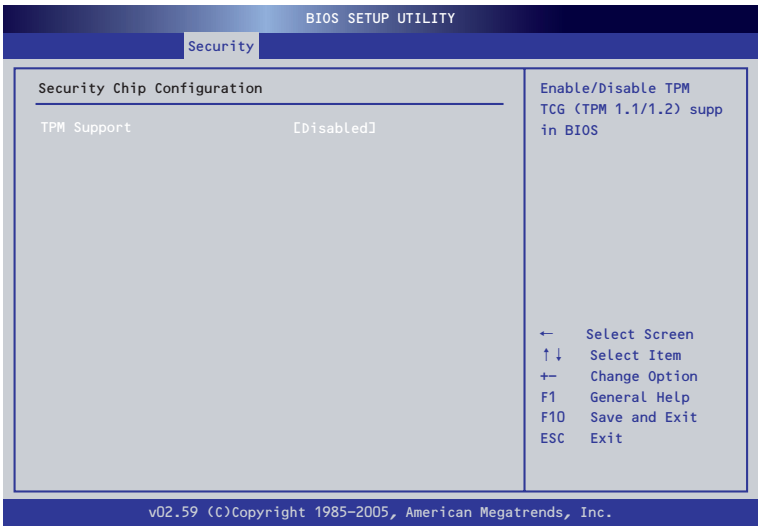 BIOS SETUP UTILITY
Security
Security Chip Configuration
TPM Support [Disabled]
Enable/Disable TPM
TCG (TPM 1.1/1.2) supp
in BIOS
← Select Screen
↑↓ Select Item
+- Change Option
F1 General Help
F10 Save and Exit
ESC Exit
v02.59 (C)Copyright 1985-2005, American Megatrends, Inc.